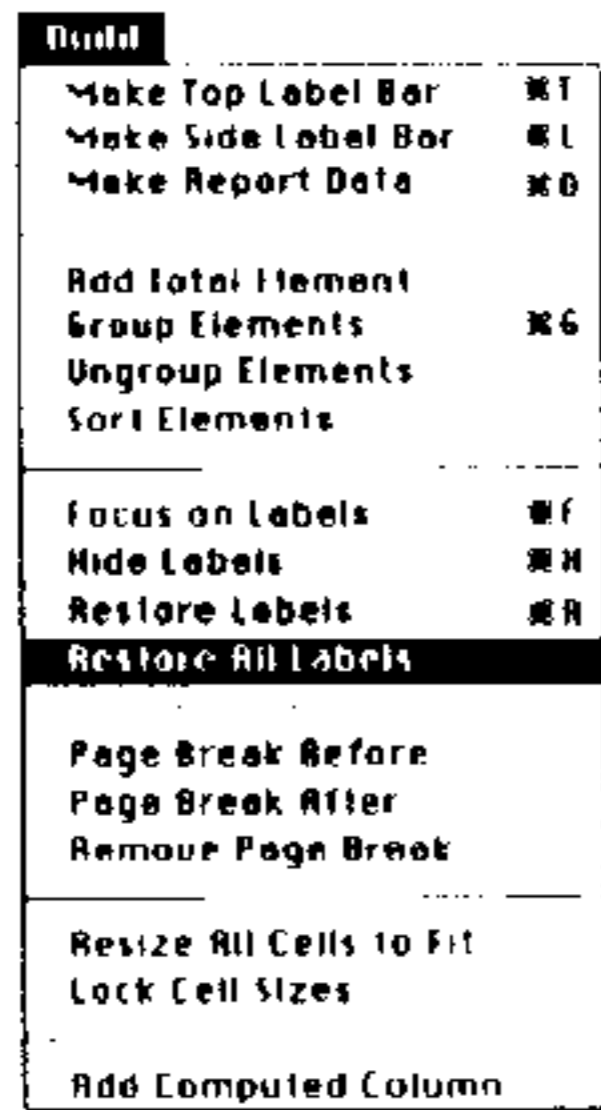 Build
Make Top Label Bar ⌘T
Make Side Label Bar ⌘L
Make Report Data ⌘D
Add Total Element
Group Elements ⌘G
Ungroup Elements
Sort Elements
Focus on Labels ⌘F
Hide Labels ⌘H
Restore Labels ⌘R
Restore All Labels
Page Break Before
Page Break After
Remove Page Break
Resize All Cells to Fit
Lock Cell Sizes
Add Computed Column